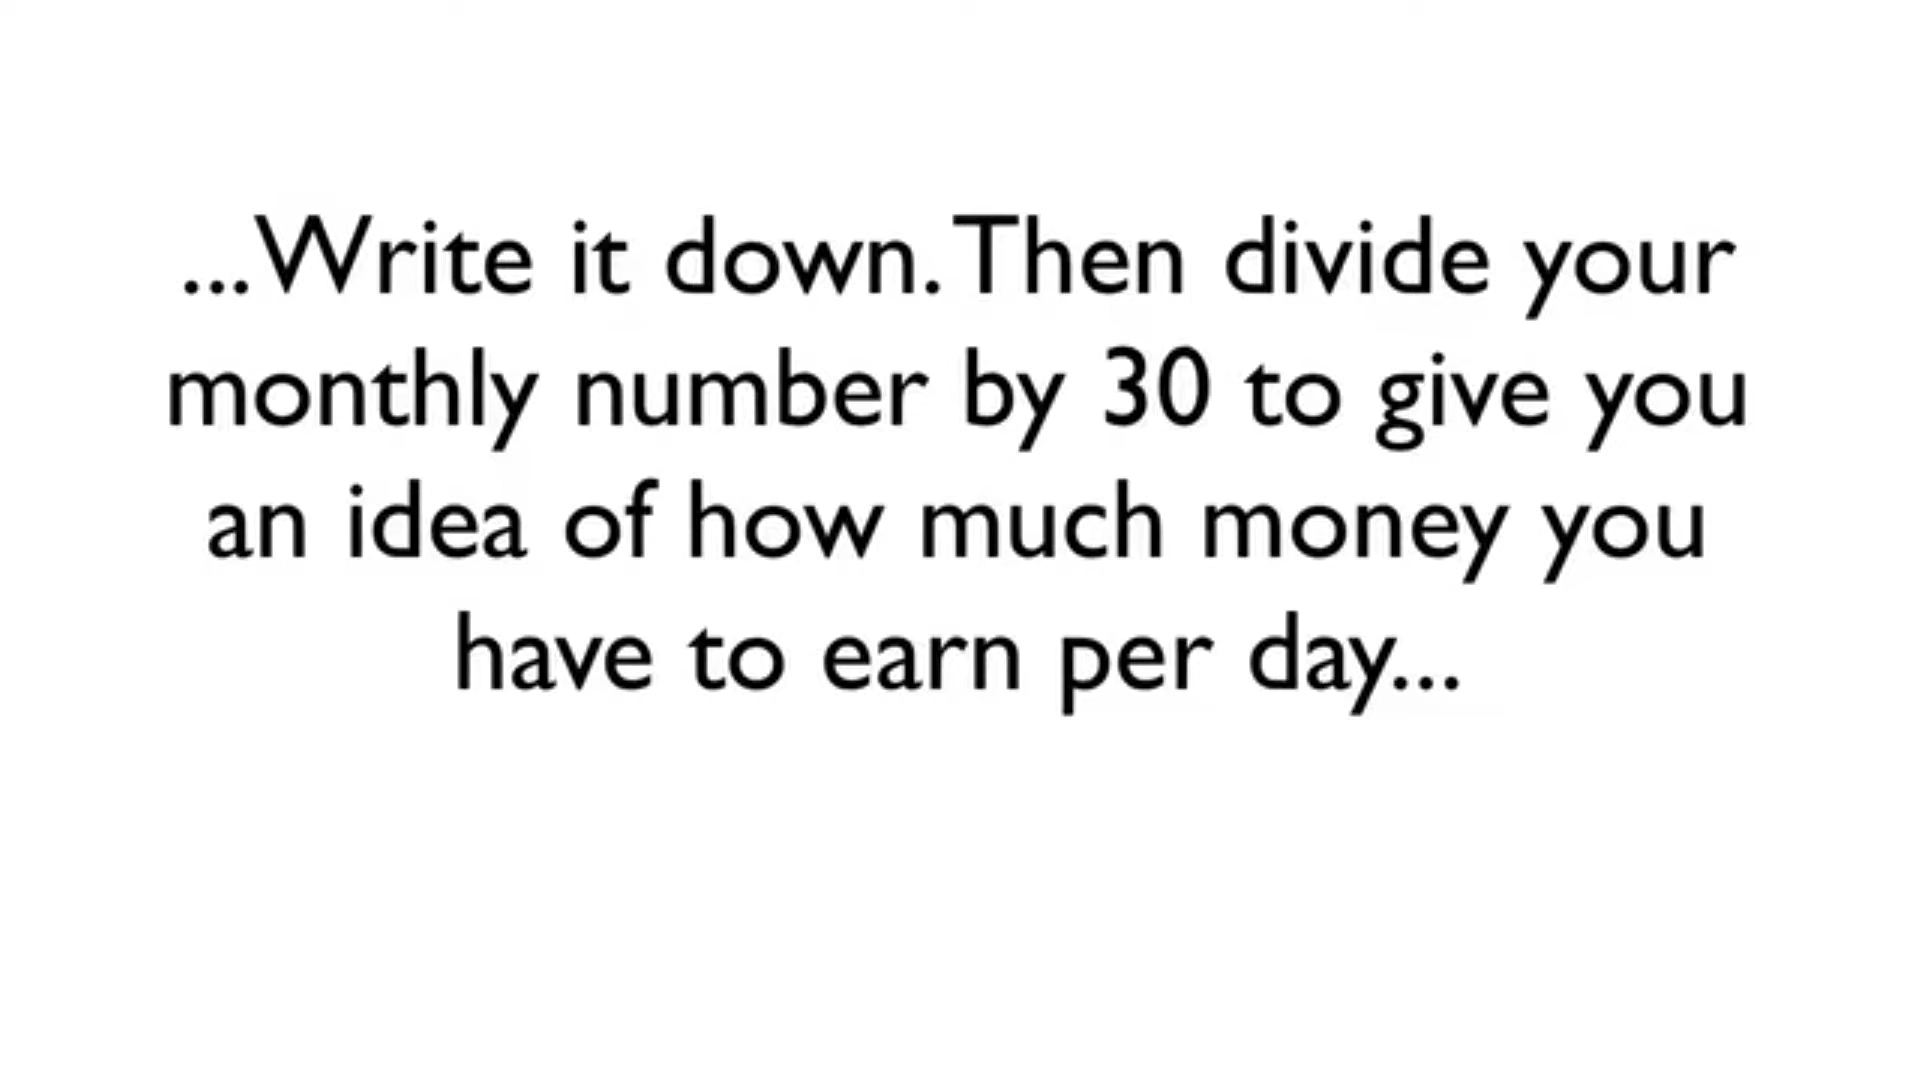 ...Write it down. Then divide your
monthly number by 30 to give you
an idea of how much money you
have to earn per day...